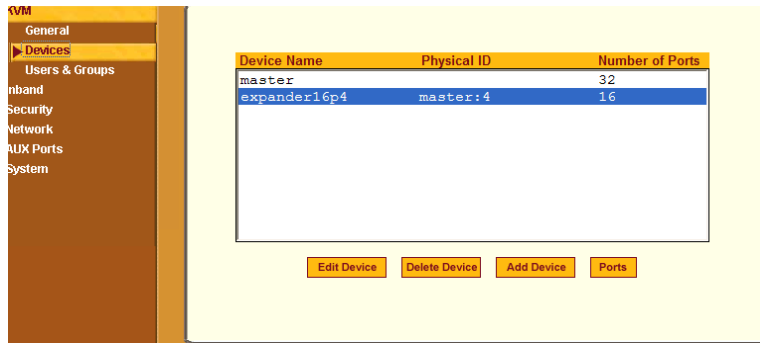 KVM
General
Devices
Users & Groups
nband
Security
Network
AUX Ports
System
Device Name Physical ID Number of Ports
master 32
expander16p4 master:4 16
Edit Device Delete Device Add Device Ports